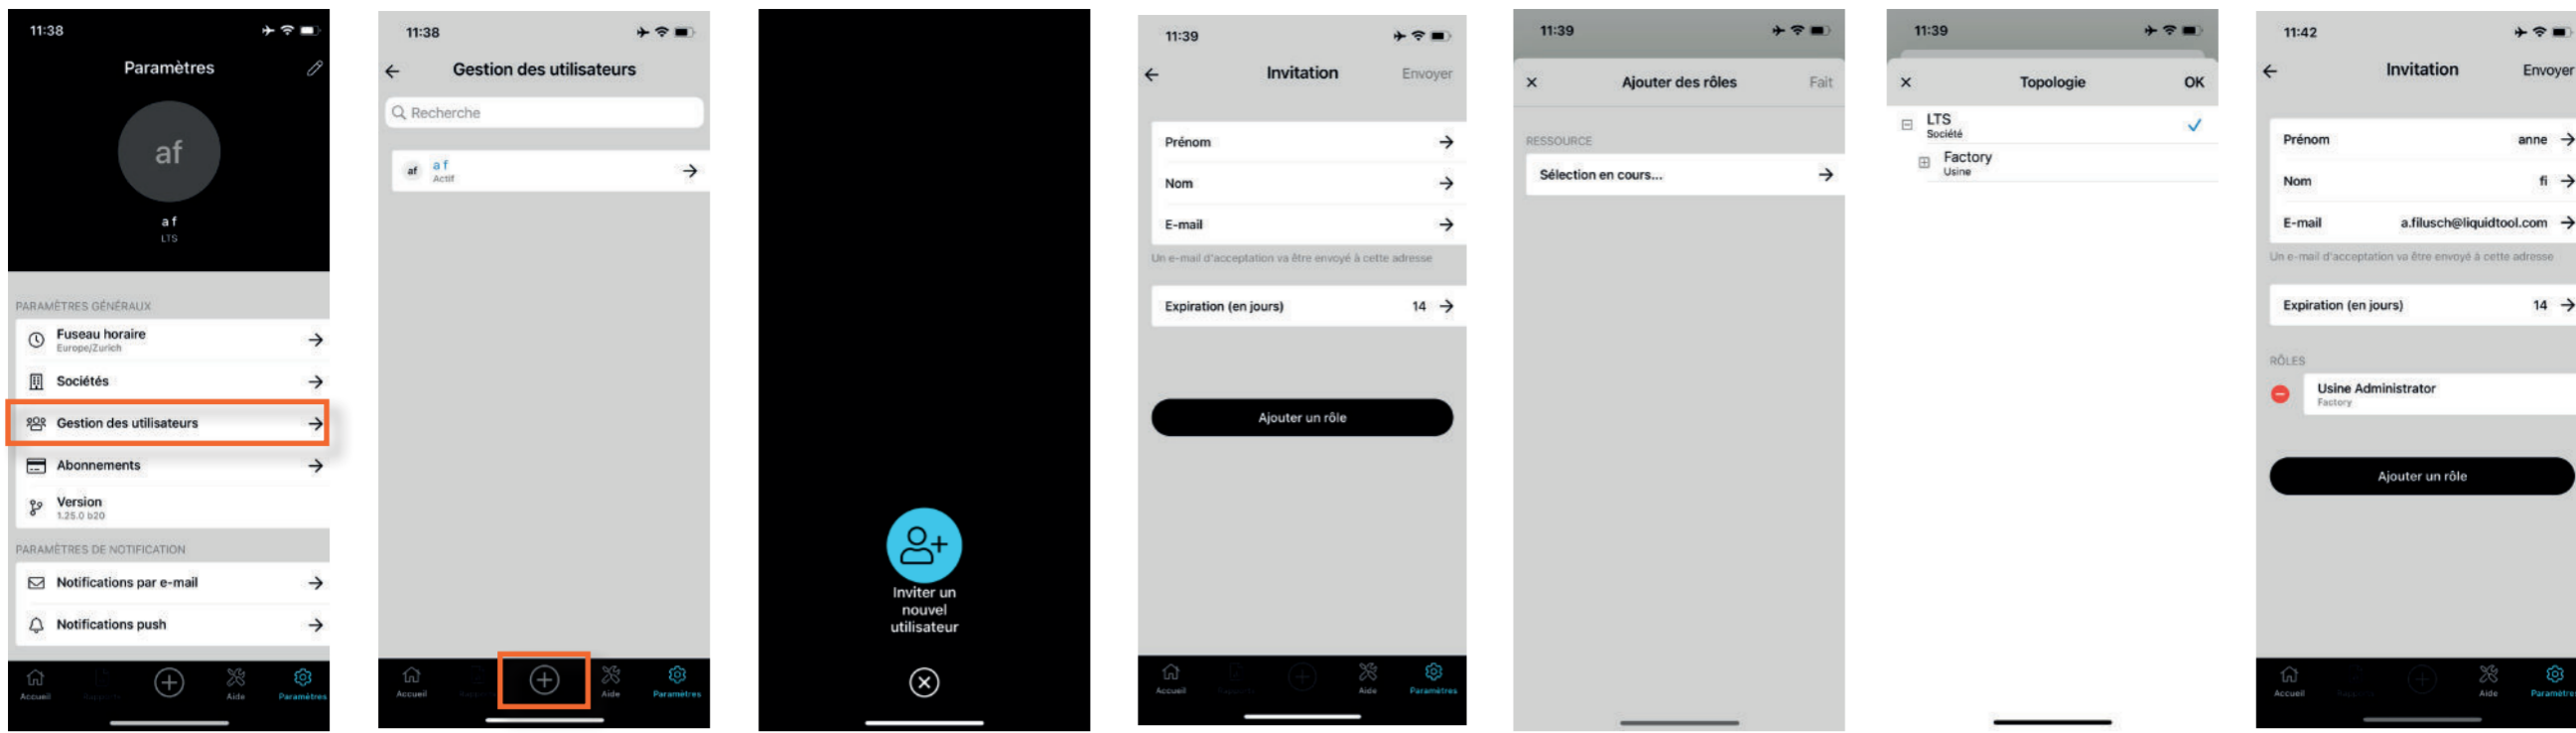 11:38
Paramètres
af
a f
LTS
PARAMÈTRES GÉNÉRAUX
Fuseau horaire
Europe/Zurich
Sociétés
Gestion des utilisateurs
Abonnements
Version
1.25.0 b20
PARAMÈTRES DE NOTIFICATION
Notifications par e-mail
Notifications push
Accueil
Aide
Paramètres
11:38
Gestion des utilisateurs
Recherche
af
a f
Actif
Accueil
Aide
Paramètres
Inviter un
nouvel
utilisateur
11:39
Invitation
Envoyer
Prénom
Nom
E-mail
Un e-mail d'acceptation va être envoyé à cette adresse
Expiration (en jours)
14
Ajouter un rôle
Accueil
Aide
Paramètres
11:39
Ajouter des rôles
Fait
RESSOURCE
Sélection en cours...
11:39
Topologie
OK
LTS
Société
Factory
Usine
11:42
Invitation
Envoyer
Prénom
anne
Nom
fi
E-mail
a.filusch@liquidtool.com
Un e-mail d'acceptation va être envoyé à cette adresse
Expiration (en jours)
14
RÔLES
Usine Administrator
Factory
Ajouter un rôle
Accueil
Aide
Paramètres